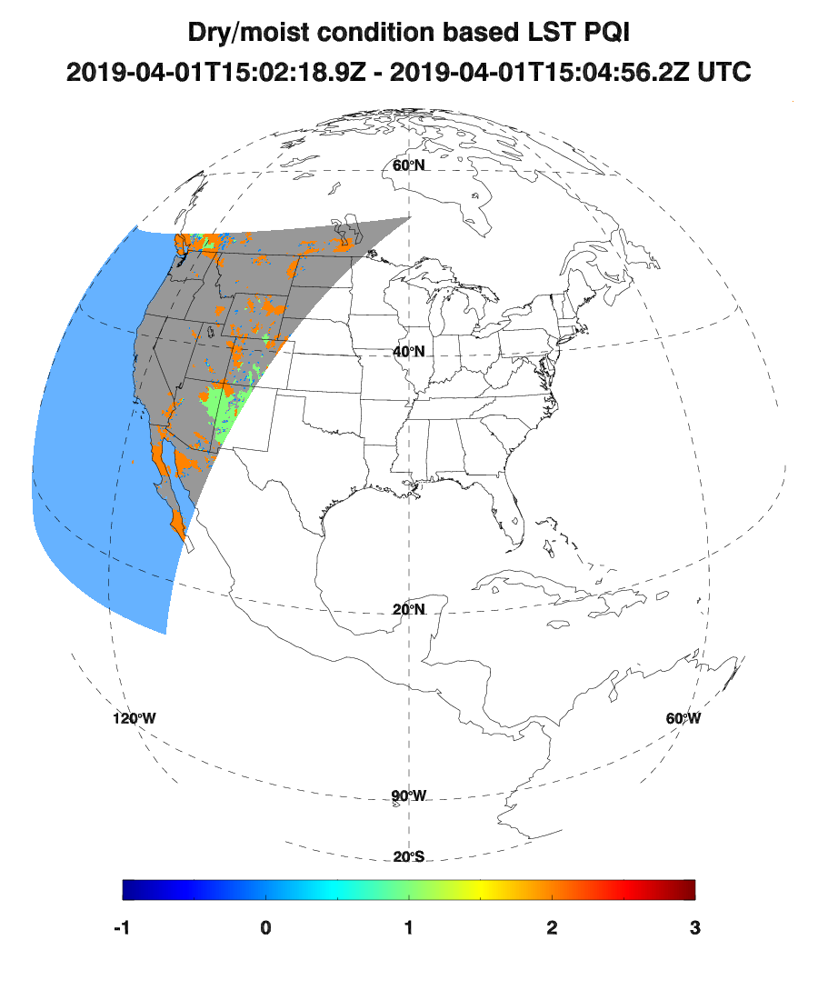 Dry/moist condition based LST PQI
2019-04-01T15:02:18.9Z - 2019-04-01T15:04:56.2Z UTC
60°N
40°N
20°N
120°W
60°W
90°W
20°S
-1 0 1 2 3